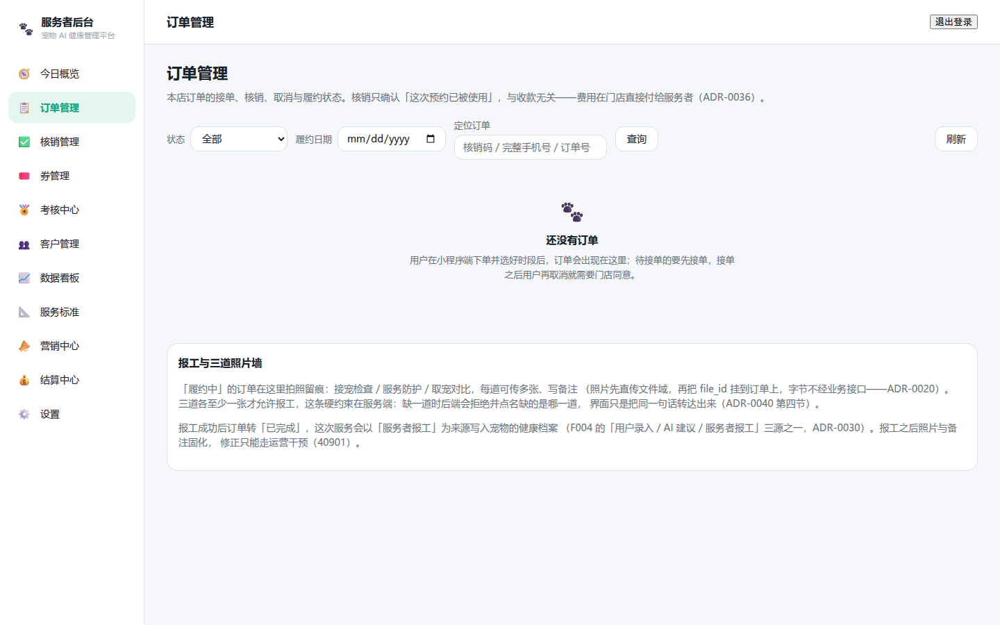 服务者后台
宠物 AI 健康管理平台
今日概览
订单管理
核销管理
券管理
考核中心
客户管理
数据看板
服务标准
营销中心
结算中心
设置
订单管理
退出登录
订单管理
本店订单的接单、核销、取消与履约状态。核销只确认「这次预约已被使用」，与收款无关——费用在门店直接付给服务者（ADR-0036）。
状态
全部
履约日期
mm/dd/yyyy
定位订单
核销码 / 完整手机号 / 订单号
查询
刷新
还没有订单
用户在小程序端下单并选好时段后，订单会出现在这里；待接单的要先接单，接单
之后用户再取消就需要门店同意。
报工与三道照片墙
「履约中」的订单在这里拍照留痕：接宠检查 / 服务防护 / 取宠对比，每道可传多张、写备注 （照片先直传文件域，再把 file_id 挂到订单上，字节不经业务接口——ADR-0020）。
三道各至少一张才允许报工，这条硬约束在服务端：缺一道时后端会拒绝并点名缺的是哪一道， 界面只是把同一句话转达出来（ADR-0040 第四节）。
报工成功后订单转「已完成」，这次服务会以「服务者报工」为来源写入宠物的健康档案 （F004 的「用户录入 / AI 建议 / 服务者报工」三源之一，ADR-0030）。报工之后照片与备
注固化， 修正只能走运营干预（40901）。